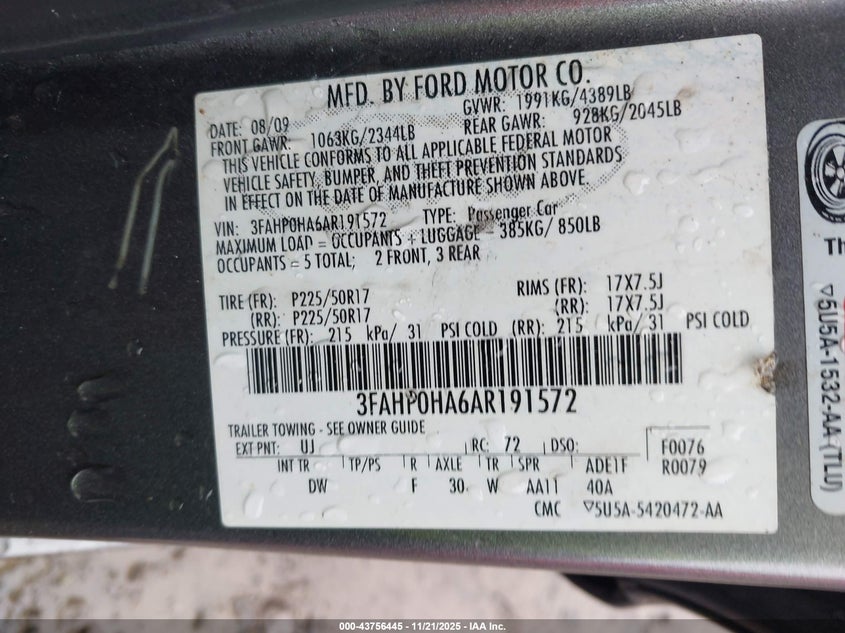 MFD. BY FORD MOTOR CO.
DATE: 08/09 GVWR: 1991KG/4389LB
FRONT GAWR: 1063KG/2344LB REAR GAWR: 928KG/2045LB
THIS VEHICLE CONFORMS TO ALL APPLICABLE FEDERAL MOTOR
VEHICLE SAFETY, BUMPER, AND THEFT PREVENTION STANDARDS
IN EFFECT ON THE DATE OF MANUFACTURE SHOWN ABOVE.
VIN: 3FAHP0HA6AR191572 TYPE: Passenger Car
MAXIMUM LOAD = OCCUPANTS + LUGGAGE = 385KG/ 850LB
OCCUPANTS = 5 TOTAL; 2 FRONT, 3 REAR
TIRE (FR): P225/50R17 RIMS (FR): 17X7.5J
(RR): P225/50R17 (RR): 17X7.5J
PRESSURE (FR): 215 kPa/ 31 PSI COLD (RR): 215 kPa/ 31 PSI COLD
3FAHP0HA6AR191572
TRAILER TOWING - SEE OWNER GUIDE
EXT PNT: UJ RC: 72 DSO: F0076
INT TR TP/PS R AXLE TR SPR ADE1F R0079
DW F 30 W AA11 40A
CMC ▽5U5A-5420472-AA
Th
▽5U5A-1532-AA (TLU)
000-43756445 - 11/21/2025 - IAA Inc.